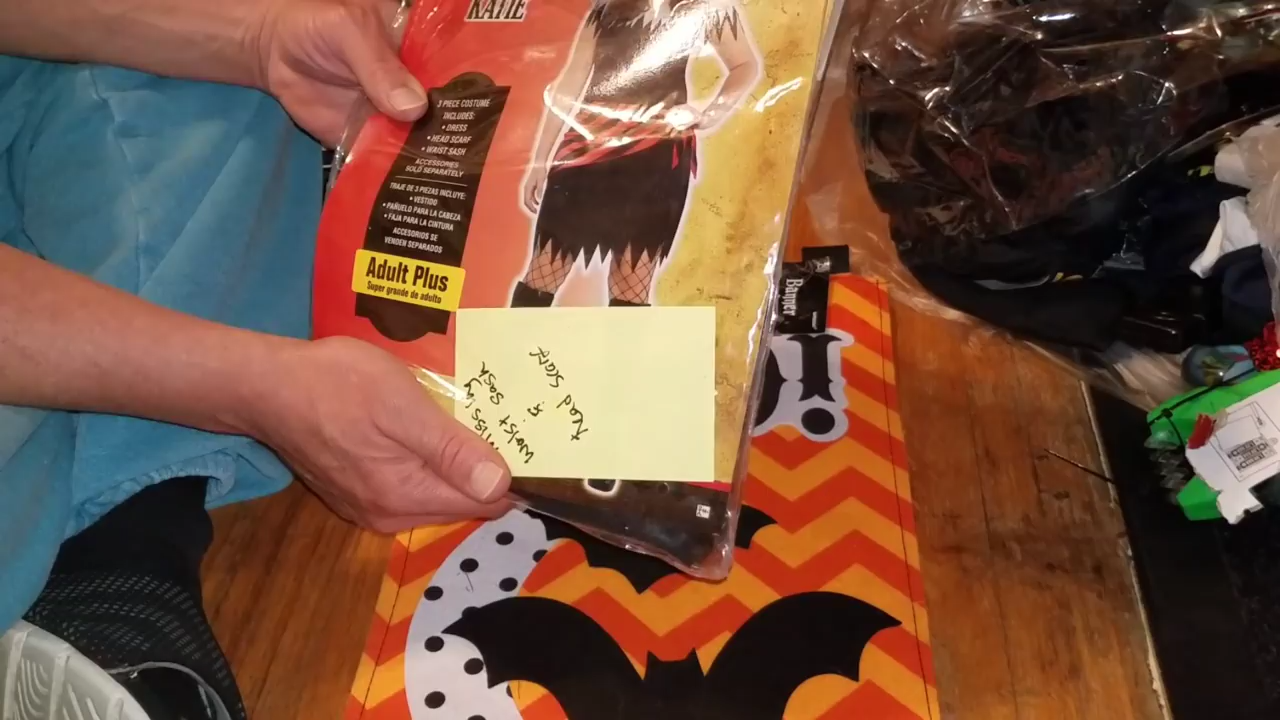 KATIE
3 PIECE COSTUME
INCLUDES:
• DRESS
• HEAD SCARF
• WAIST SASH
ACCESSORIES
SOLD SEPARATELY
TRAJE DE 3 PIEZAS INCLUYE:
• VESTIDO
• PAÑUELO PARA LA CABEZA
• FAJA PARA LA CINTURA
ACCESORIOS SE
VENDEN SEPARADOS
Adult Plus
Super grande de adulto
Missing
Waist Sash
Head Scarf
Banner